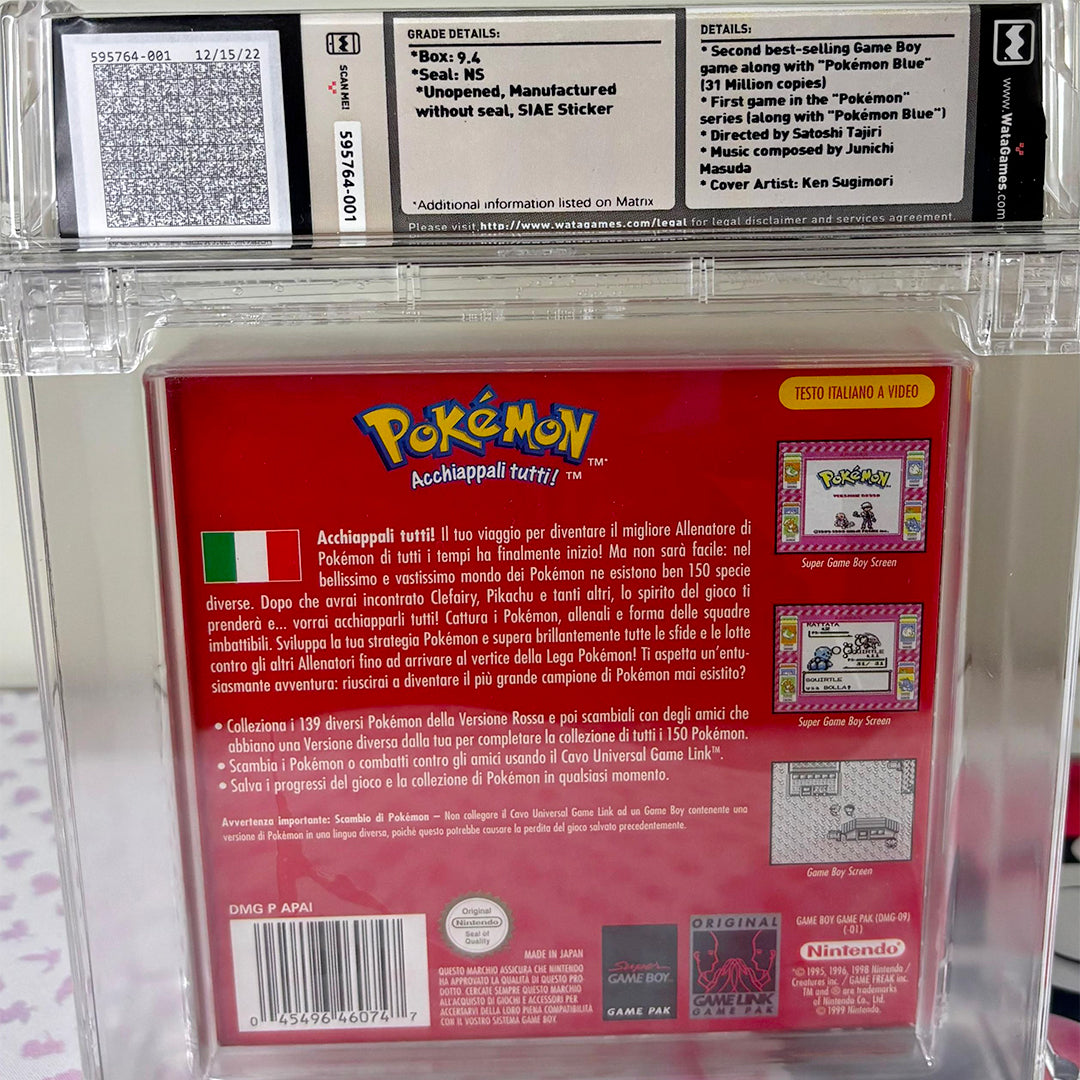 595764-001 12/15/22
SCAN ME!
595764-001
GRADE DETAILS:
*Box: 9.4
*Seal: NS
*Unopened, Manufactured
without seal, SIAE Sticker
*Additional information listed on Matrix
DETAILS:
* Second best-selling Game Boy
game along with "Pokémon Blue"
(31 Million copies)
* First game in the "Pokémon"
series (along with "Pokémon Blue")
* Directed by Satoshi Tajiri
* Music composed by Junichi
Masuda
* Cover Artist: Ken Sugimori
Please visit http://www.watagames.com/legal for legal disclaimer and services agreement.
www.WataGames.com
POKéMON
TM*
Acchiappali tutti! TM
TESTO ITALIANO A VIDEO
Acchiappali tutti! Il tuo viaggio per diventare il migliore Allenatore di
Pokémon di tutti i tempi ha finalmente inizio! Ma non sarà facile: nel
bellissimo e vastissimo mondo dei Pokémon ne esistono ben 150 specie
diverse. Dopo che avrai incontrato Clefairy, Pikachu e tanti altri, lo spirito del gioco ti
prenderà e... vorrai acchiapparli tutti! Cattura i Pokémon, allenali e forma delle squadre
imbattibili. Sviluppa la tua strategia Pokémon e supera brillantemente tutte le sfide e le lotte
contro gli altri Allenatori fino ad arrivare al vertice della Lega Pokémon! Ti aspetta un'entu-
siasmante avventura: riuscirai a diventare il più grande campione di Pokémon mai esistito?
• Colleziona i 139 diversi Pokémon della Versione Rossa e poi scambiali con degli amici che
abbiano una Versione diversa dalla tua per completare la collezione di tutti i 150 Pokémon.
• Scambia i Pokémon o combatti contro gli amici usando il Cavo Universal Game Link™.
• Salva i progressi del gioco e la collezione di Pokémon in qualsiasi momento.
Avvertenza importante: Scambio di Pokémon – Non collegare il Cavo Universal Game Link ad un Game Boy contenente una
versione di Pokémon in una lingua diversa, poiché questo potrebbe causare la perdita del gioco salvato precedentemente.
POKéMON
VERSIONE ROSSA
Super Game Boy Screen
RATTATA
SQUIRTLE
31/ 31
SQUIRTLE
usa BOLLA!
Super Game Boy Screen
Game Boy Screen
DMG P APAI
0 45496 46074 7
Original
Nintendo
Seal of
Quality
MADE IN JAPAN
QUESTO MARCHIO ASSICURA CHE NINTENDO
HA APPROVATO LA QUALITÀ DI QUESTO PRO-
DOTTO. CERCATE SEMPRE QUESTO MARCHIO
ALL'ACQUISTO DI GIOCHI E ACCESSORI PER
ACCERTARVI DELLA LORO PIENA COMPATIBILITÀ
CON IL VOSTRO SISTEMA GAME BOY.
Super
GAME BOY
GAME PAK
ORIGINAL
GAME LINK
GAME PAK
GAME BOY GAME PAK (DMG-09)
(-01)
Nintendo®
*© 1995, 1996, 1998 Nintendo /
Creatures inc. / GAME FREAK inc.
TM and ® are trademarks
of Nintendo Co., Ltd.
© 1999 Nintendo.